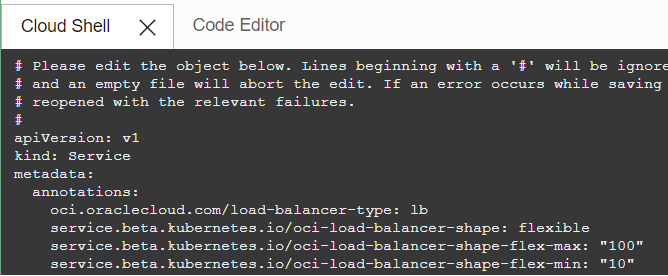 Cloud Shell
Code Editor
# Please edit the object below. Lines beginning with a '#' will be ignore
# and an empty file will abort the edit. If an error occurs while saving
# reopened with the relevant failures.
#
apiVersion: v1
kind: Service
metadata:
  annotations:
    oci.oraclecloud.com/load-balancer-type: lb
    service.beta.kubernetes.io/oci-load-balancer-shape: flexible
    service.beta.kubernetes.io/oci-load-balancer-shape-flex-max: "100"
    service.beta.kubernetes.io/oci-load-balancer-shape-flex-min: "10"